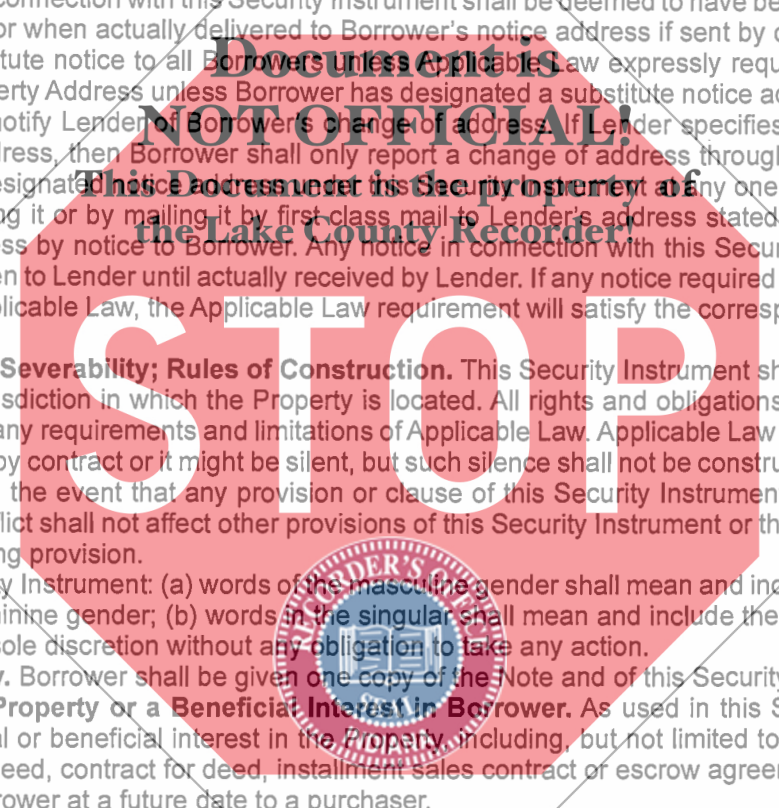 connection with this Security Instrument shall be deemed to have be
or when actually delivered to Borrower's notice address if sent by
tute notice to all Borrowers unless Applicable Law expressly requ
erty Address unless Borrower has designated a substitute notice ad
notify Lender of Borrower's change of address. If Lender specifies
ress, then Borrower shall only report a change of address through
esignated notice address under this Security Instrument at any one
ng it or by mailing it by first class mail to Lender's address stated
ss by notice to Borrower. Any notice in connection with this Secur
en to Lender until actually received by Lender. If any notice required
licable Law, the Applicable Law requirement will satisfy the corresp
Document is
NOT OFFICIAL!
This Document is the property of
the Lake County Recorder!
STOP
Severability; Rules of Construction. This Security Instrument sh
sdiction in which the Property is located. All rights and obligations
any requirements and limitations of Applicable Law. Applicable Law
by contract or it might be silent, but such silence shall not be constru
the event that any provision or clause of this Security Instrumen
flict shall not affect other provisions of this Security Instrument or th
ng provision.
y Instrument: (a) words of the masculine gender shall mean and inc
inine gender; (b) words in the singular shall mean and include the
sole discretion without any obligation to take any action.
y. Borrower shall be given one copy of the Note and of this Security
Property or a Beneficial Interest in Borrower. As used in this S
al or beneficial interest in the Property, including, but not limited to
eed, contract for deed, installment sales contract or escrow agreem
rower at a future date to a purchaser.
RECORDER'S OFFICE
SEAL